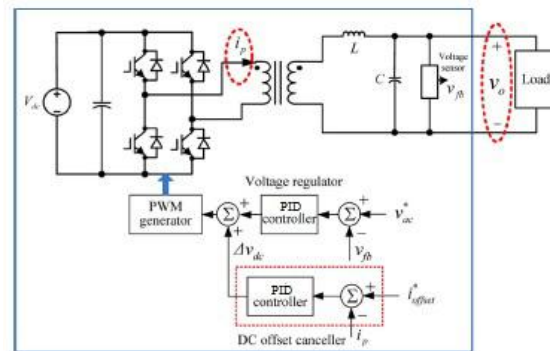 i_p
L
Voltage
sensor
C
v_fb
+
v_o
−
Load
V_dc
Voltage regulator
PWM
generator
+
Σ
+
PID
controller
Σ
+
−
v*_ac
Δv_dc
v_fb
PID
controller
Σ
+
−
i*_offset
DC offset canceller
i_p